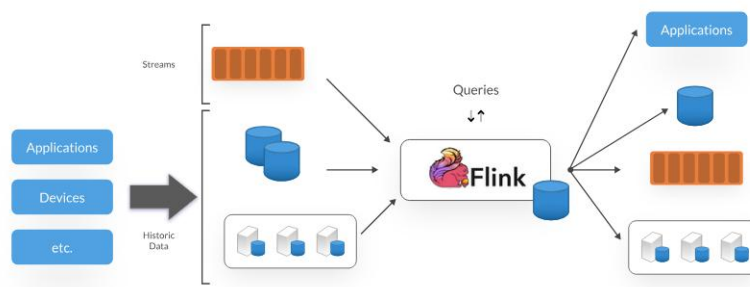 Applications
Streams
Queries
↓↑
Applications
Flink
Devices
etc.
Historic
Data